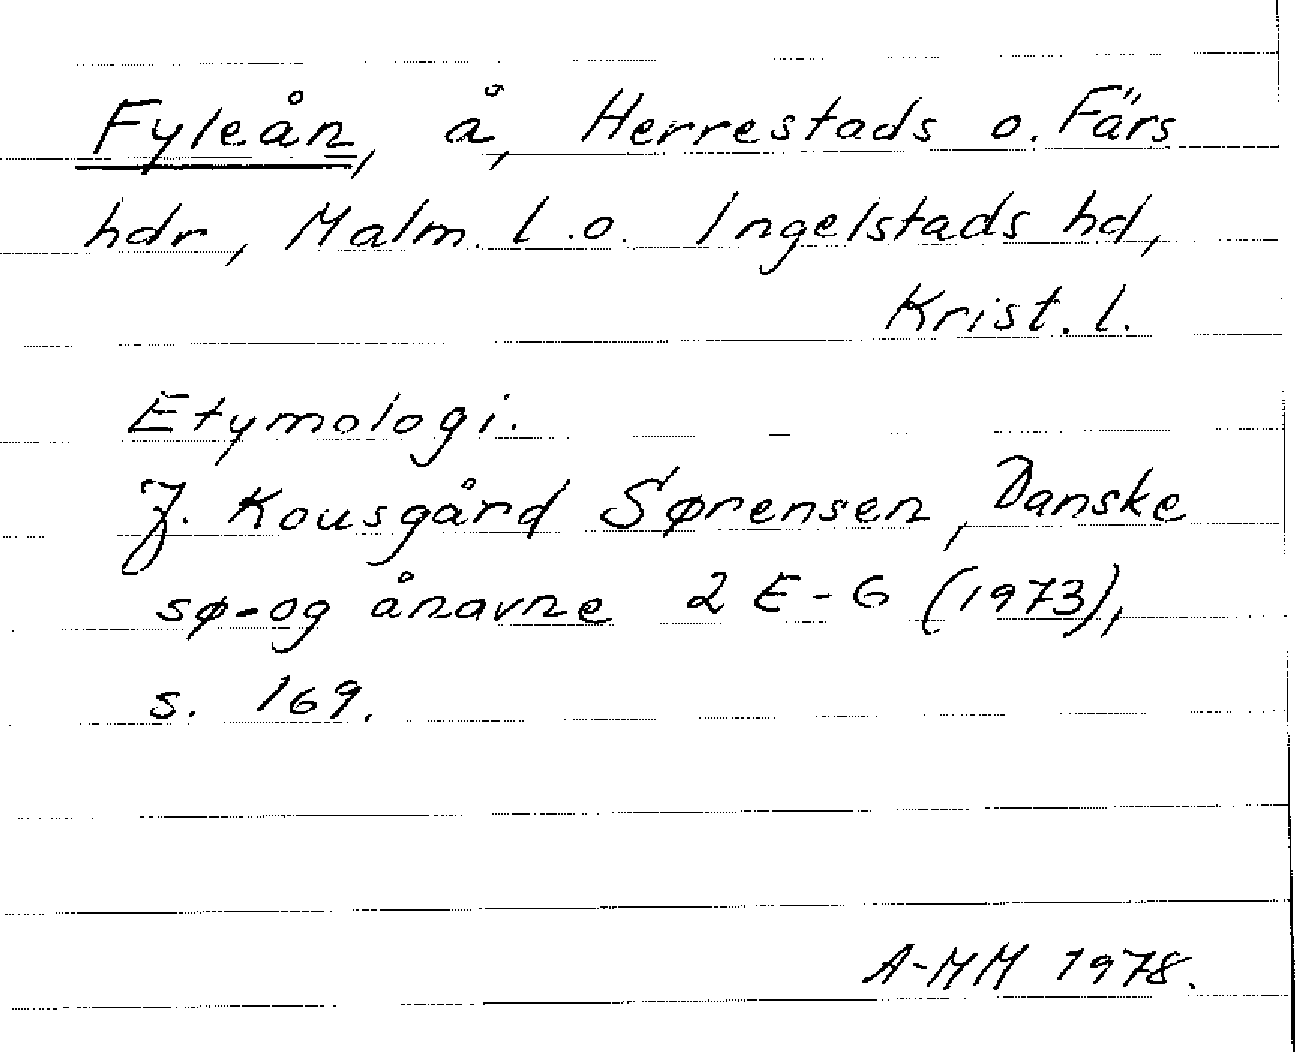 Fyleån, å, Herrestads o. Färs
hdr, Malm. l. o. Ingelstads hd,
Krist. l.
Etymologi.
J. Kousgård Sørensen, Danske
sø- og ånavne 2 E-G (1973),
s. 169.
A-MM 1978.